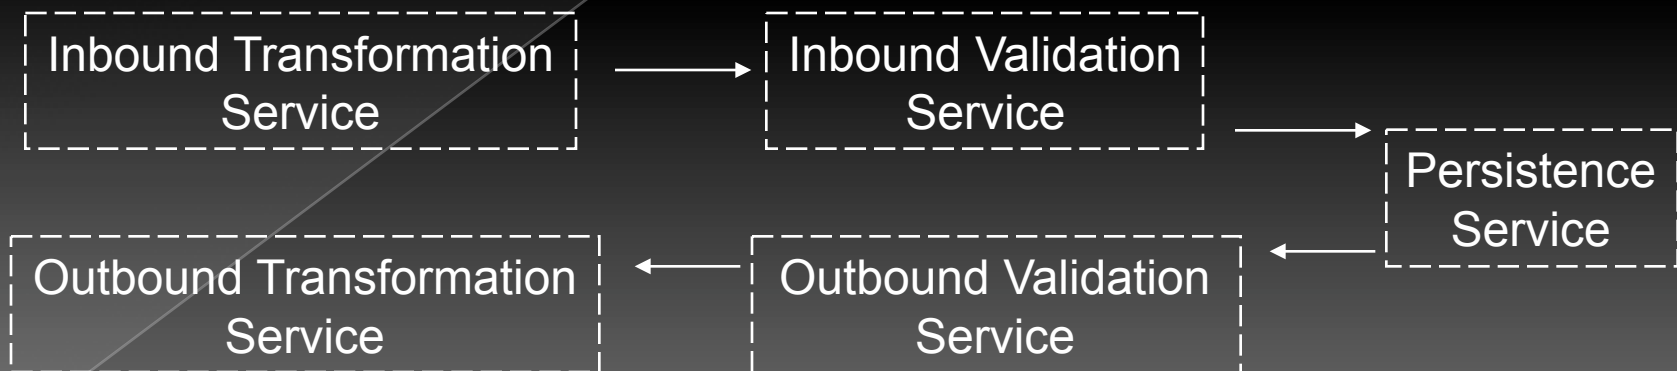 Inbound Transformation
Service
Inbound Validation
Service
Persistence
Service
Outbound Transformation
Service
Outbound Validation
Service